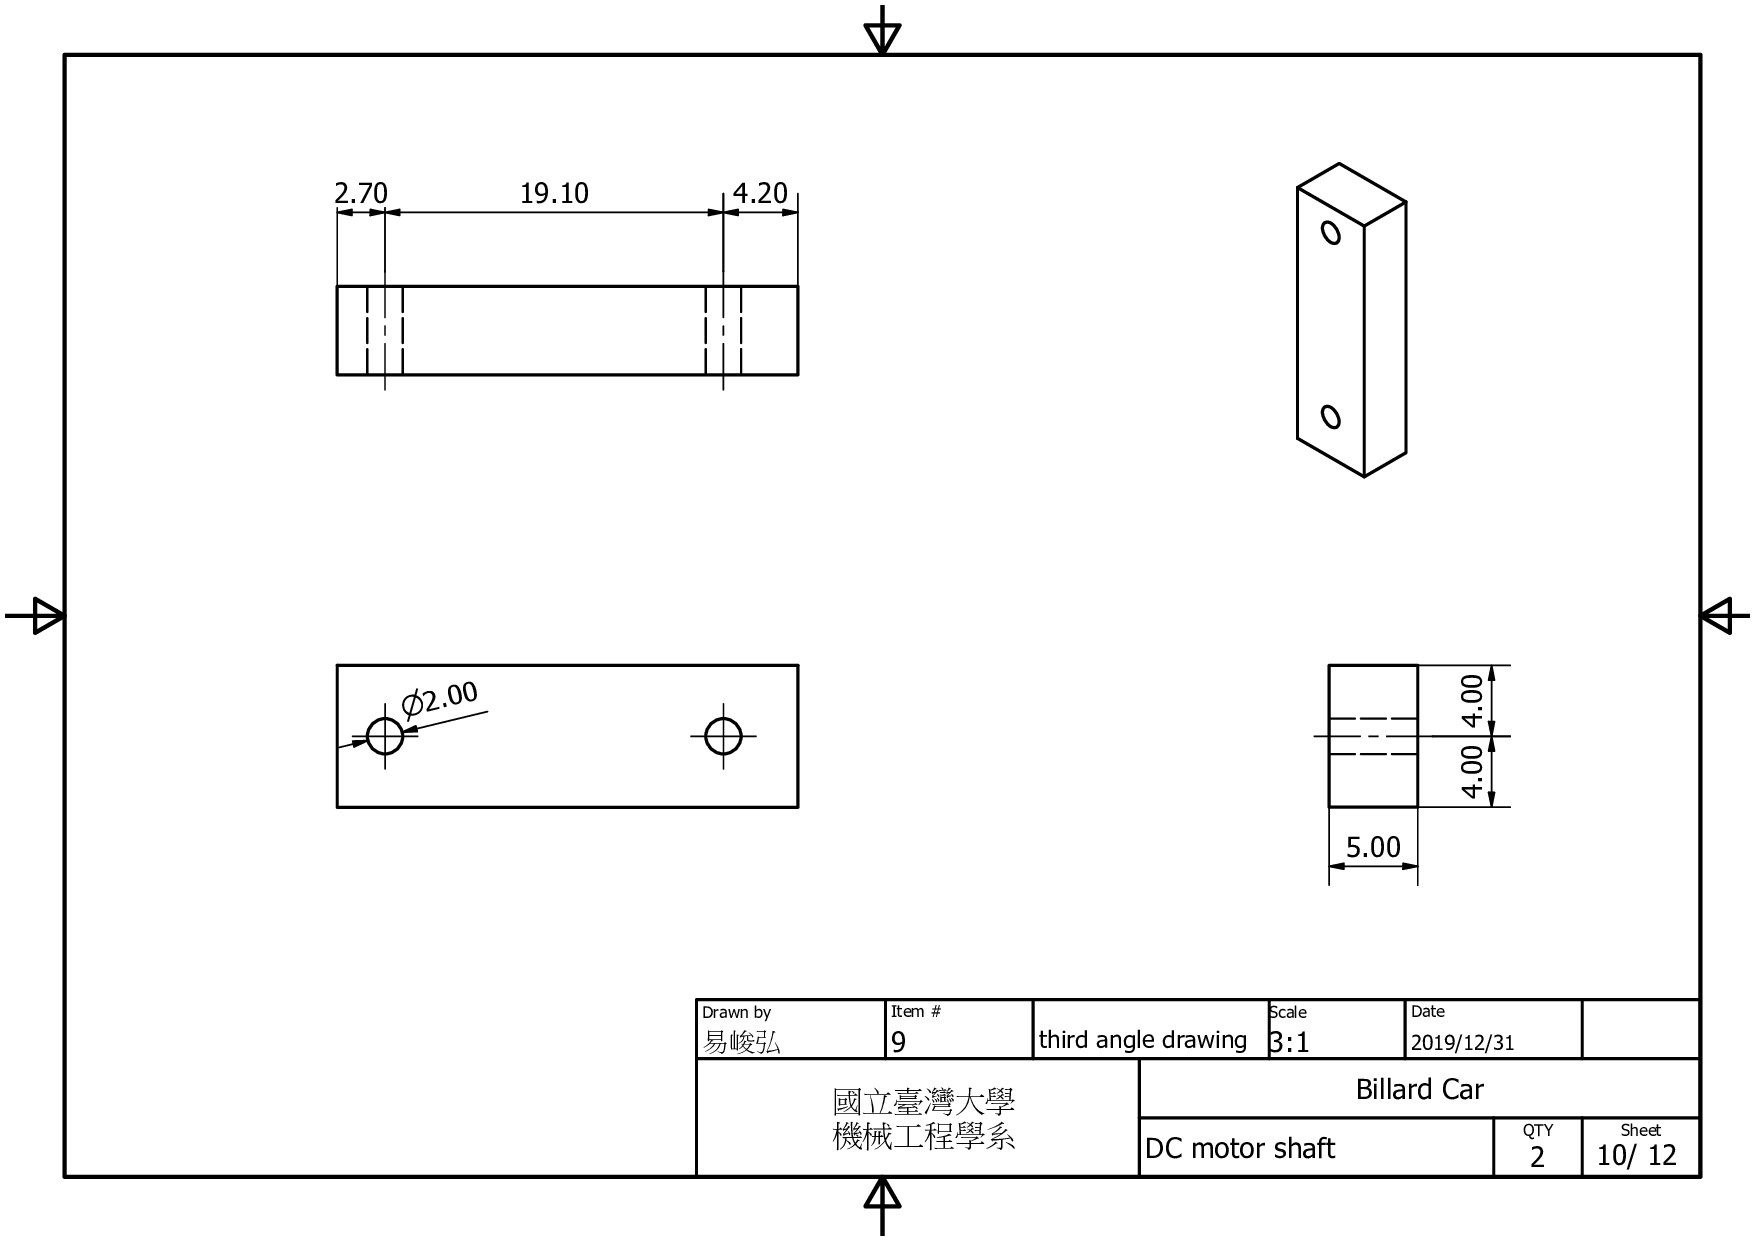 2.70
19.10
4.20
⌀2.00
4.00
4.00
5.00
Drawn by
易峻弘
Item #
9
third angle drawing
Scale
3:1
Date
2019/12/31
國立臺灣大學
機械工程學系
Billard Car
DC motor shaft
QTY
2
Sheet
10/ 12